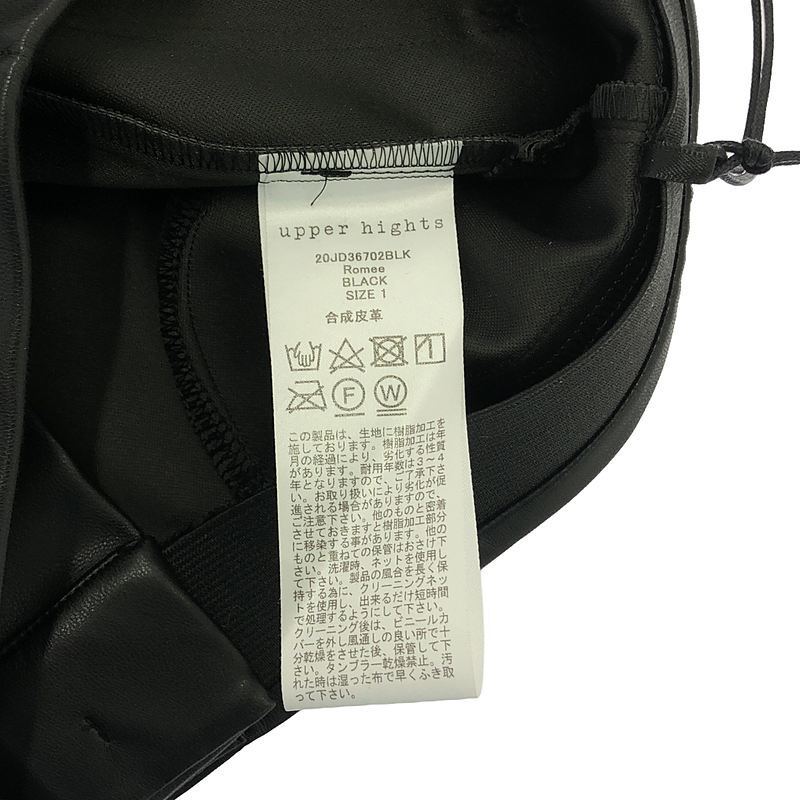 upper hights
20JD36702BLK
Romee
BLACK
SIZE 1
合成皮革
F W
この製品は、生地に樹脂加工を
施しております。樹脂加工は年
月の経過により、劣化する性質
があります。耐用年数は3～4
年となりますので、ご了承下さ
い。お取り扱いにより劣化が促
進される場合がありますので、
ご注意下さい。他のものと密着
させておきますと樹脂加工部分
に移染する事があります。他の
ものと重ねての保管はおさけ下
さい。洗濯時、ネットを使用し
て下さい。製品の風合を長く保
持する為に、クリーニングネッ
トを使用し、出来るだけ短時間
で処理するようにして下さい。
クリーニング後は、ビニールカ
バーを外し風通しの良い所で十
分乾燥をさせた後、保管して下
さい。タンブラー乾燥禁止。汚
れた時は湿った布で早くふき取
って下さい。